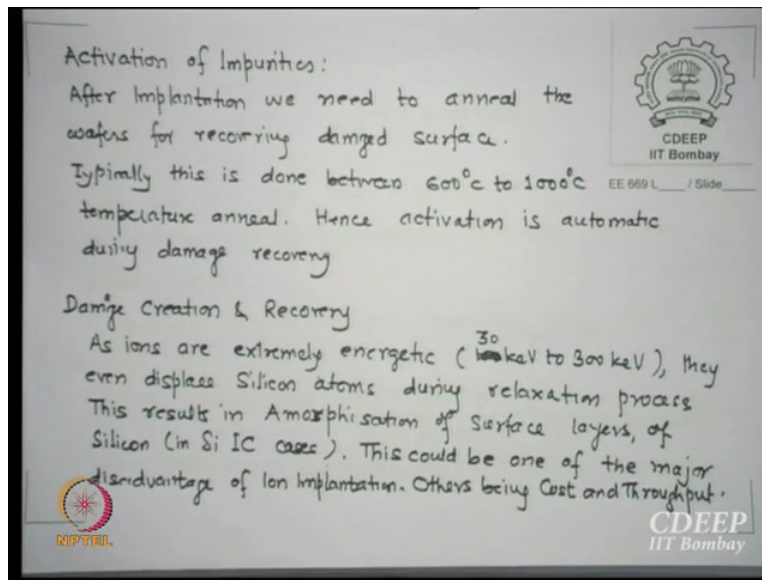 Activation of Impurities:
After Implantation we need to anneal the
wafers for recovering damged surface.
Typically this is done between 600°C to 1000°C
temperature anneal. Hence activation is automatic
during damage recovery
CDEEP
IIT Bombay
EE 669 L____ / Slide____
Damage Creation & Recovery
As ions are extremely energetic (30 keV to 300 keV), they
even displace Silicon atoms during relaxation process
This results in Amorphisation of Surface layers, of
Silicon (in Si IC cases). This could be one of the major
disadvantage of Ion Implantation. Others being Cost and Throughput.
NPTEL
CDEEP
IIT Bombay